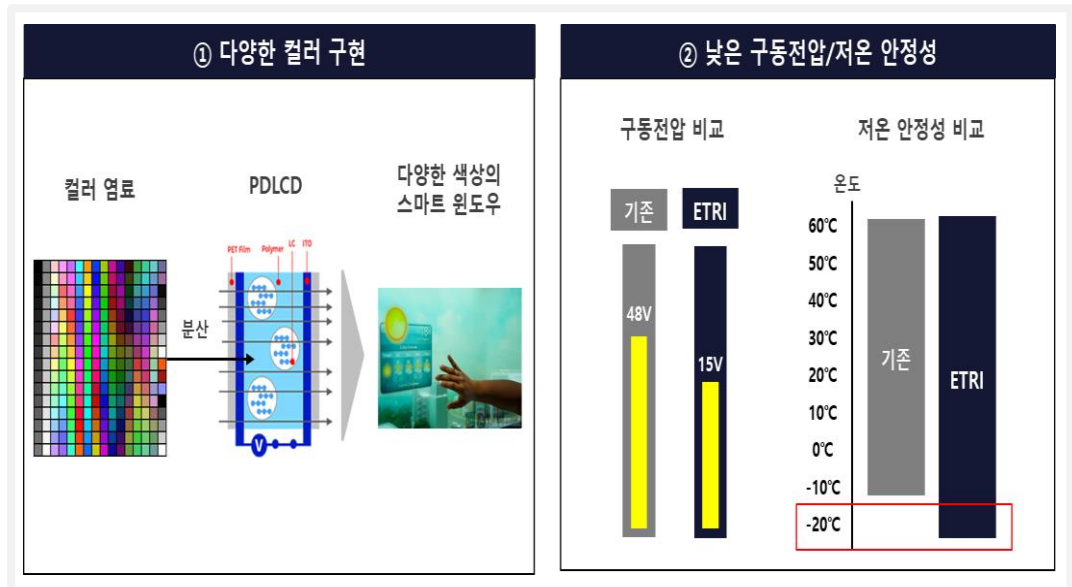 ① 다양한 컬러 구현
컬러 염료
PDLCD
다양한 색상의
스마트 윈도우
PET Film
Polymer
LC
ITO
분산
V
② 낮은 구동전압/저온 안정성
구동전압 비교
기존
ETRI
48V
15V
저온 안정성 비교
온도
60℃
50℃
40℃
30℃
20℃
10℃
0℃
-10℃
-20℃
기존
ETRI